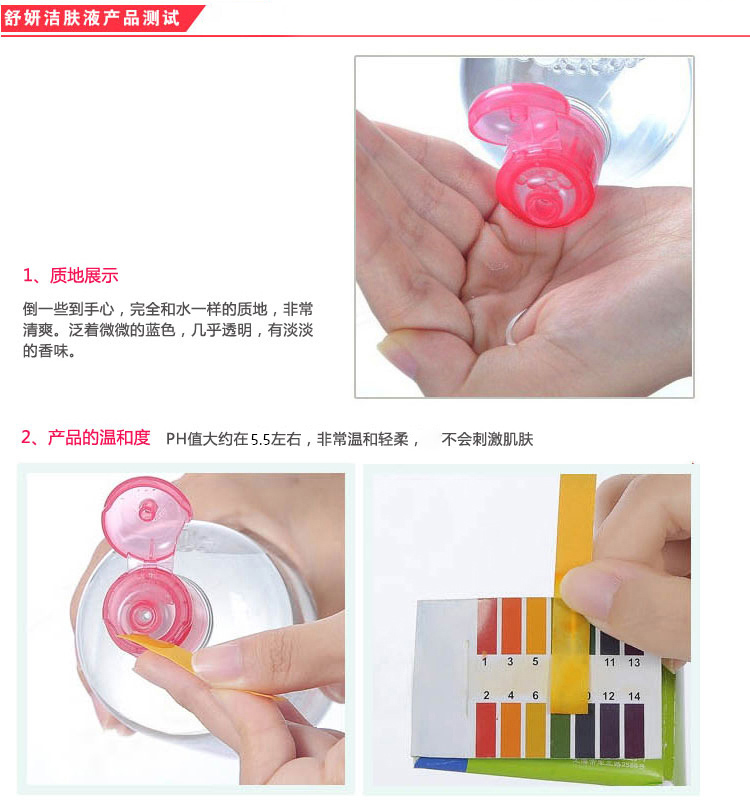 舒妍洁肤液产品测试
1、质地展示
倒一些到手心，完全和水一样的质地，非常
清爽。泛着微微的蓝色，几乎透明，有淡淡
的香味。
2、产品的温和度 PH值大约在5.5左右，非常温和轻柔， 不会刺激肌肤
1 3 5 11 13
2 4 6 12 14